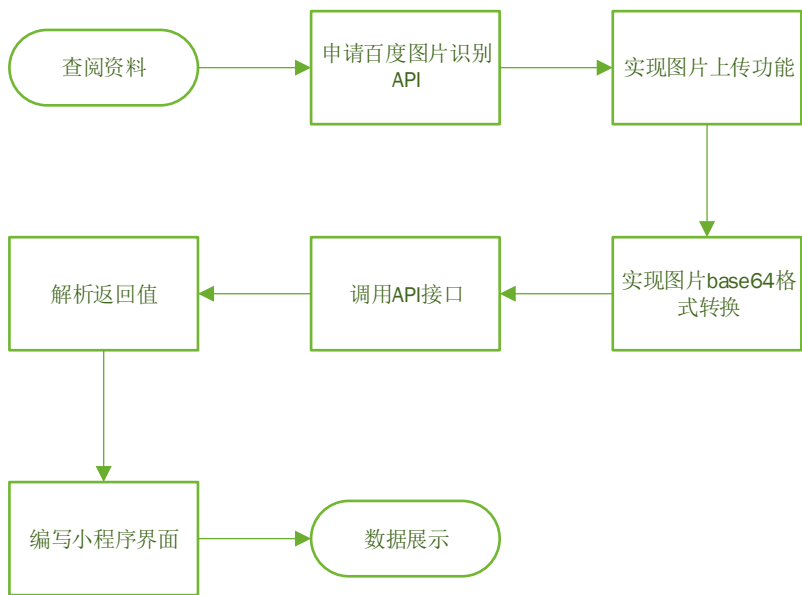 查阅资料
申请百度图片识别
API
实现图片上传功能
实现图片base64格
式转换
调用API接口
解析返回值
编写小程序界面
数据展示